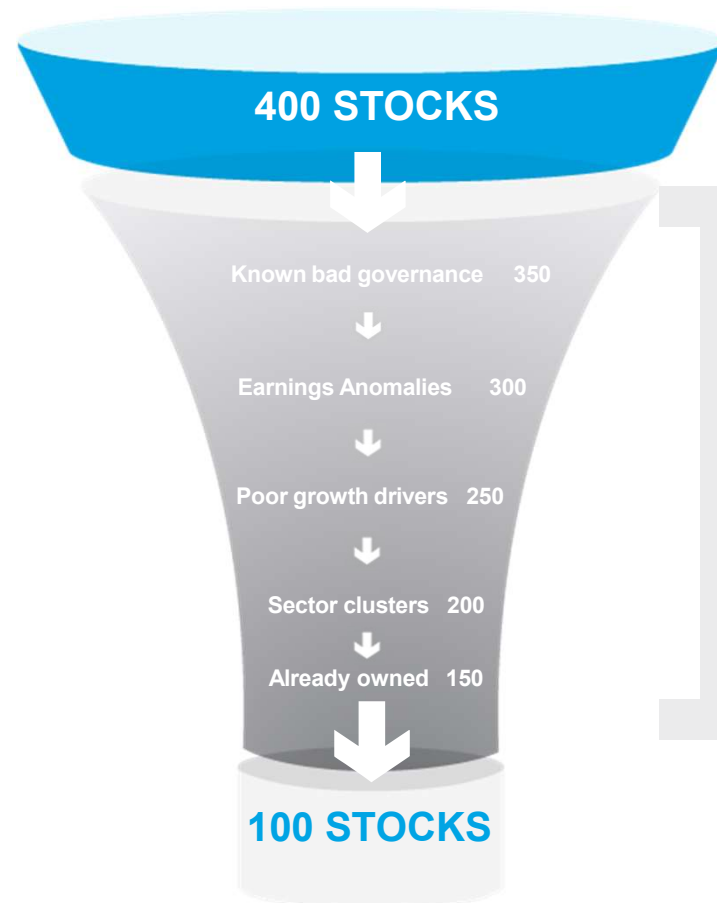 400 STOCKS
Known bad governance 350
Earnings Anomalies 300
Poor growth drivers 250
Sector clusters 200
Already owned 150
100 STOCKS